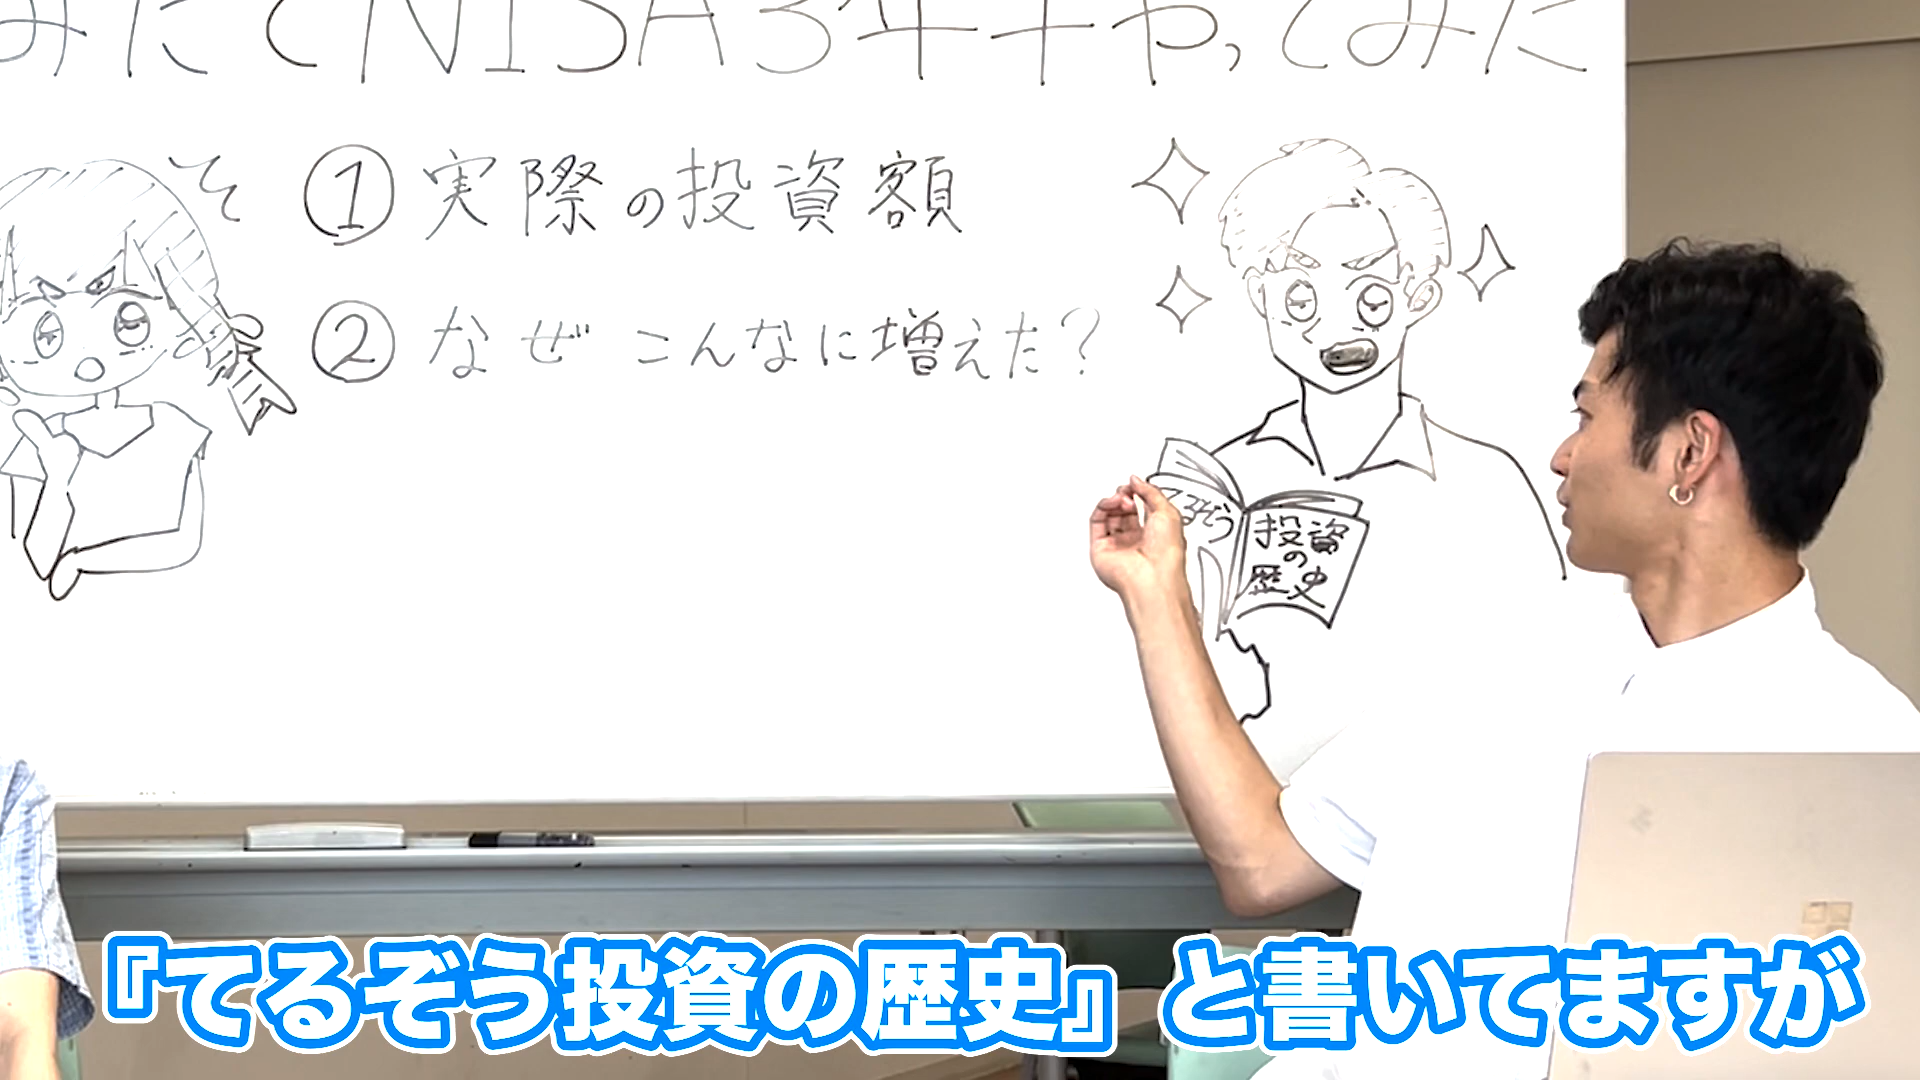 みたてNISA3年半やってみた
そ
①実際の投資額
②なぜこんなに増えた?
てるぞう
投資
の
歴史
『てるぞう投資の歴史』と書いてますが